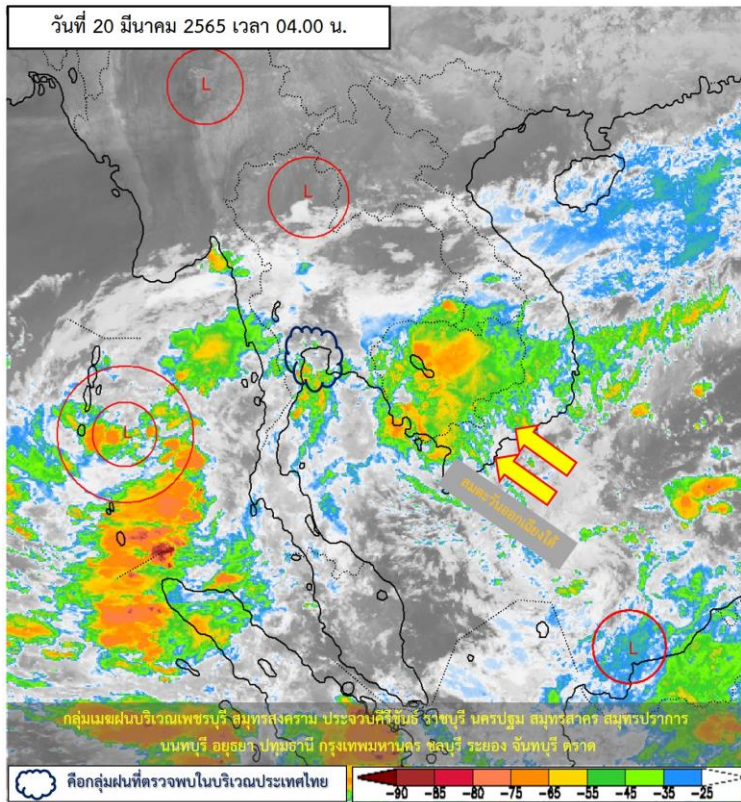 วันที่ 20 มีนาคม 2565 เวลา 04.00 น.
L
L
L
ลมตะวันออกเฉียงใต้
L
กลุ่มเมฆฝนบริเวณเพชรบุรี สมุทรสงคราม ประจวบคีรีขันธ์ ราชบุรี นครปฐม สมุทรสาคร สมุทรปราการ
นนทบุรี อยุธยา ปทุมธานี กรุงเทพมหานคร ชลบุรี ระยอง จันทบุรี ตราด
คือกลุ่มฝนที่ตรวจพบในบริเวณประเทศไทย
-90 -85 -80 -75 -65 -55 -45 -35 -25